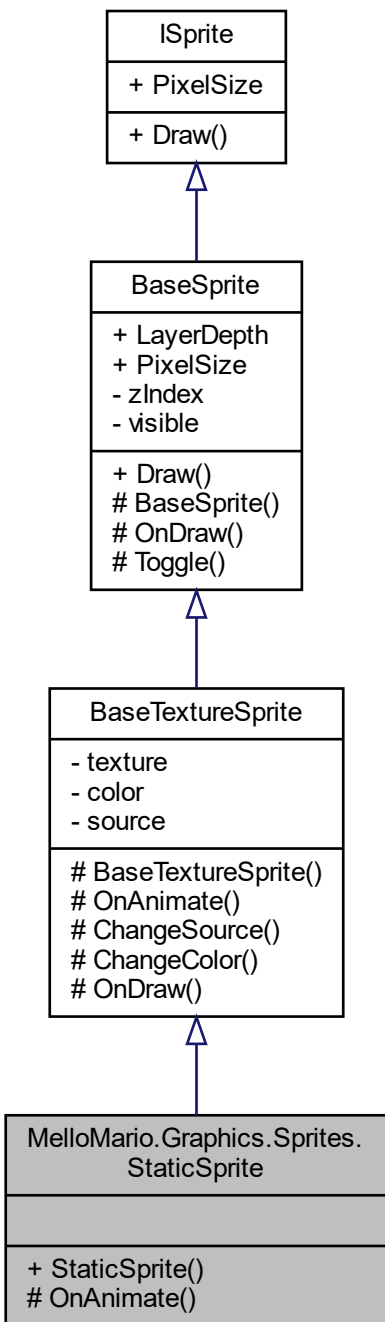 ISprite
+ PixelSize
+ Draw()
BaseSprite
+ LayerDepth
+ PixelSize
- zIndex
- visible
+ Draw()
# BaseSprite()
# OnDraw()
# Toggle()
BaseTextureSprite
- texture
- color
- source
# BaseTextureSprite()
# OnAnimate()
# ChangeSource()
# ChangeColor()
# OnDraw()
MelloMario.Graphics.Sprites.
StaticSprite
+ StaticSprite()
# OnAnimate()